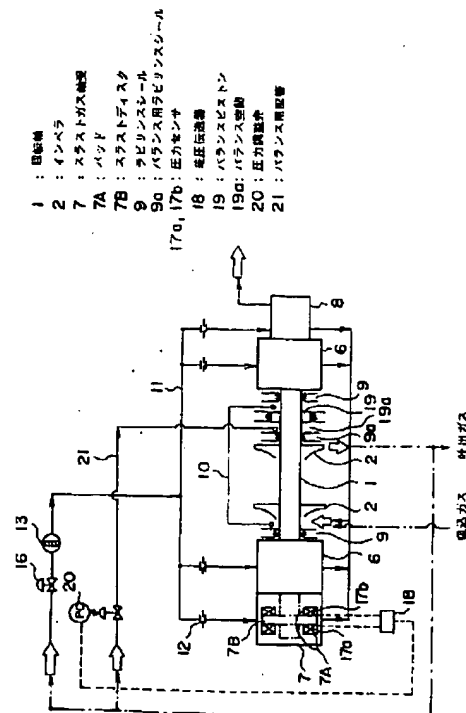 1 : 回転軸
2 : インペラ
7 : スラストガス軸受
7A : パッド
7B : スラストディスク
9 : ラビリンスシール
9a : バランス用ラビリンスシール
17a, 17b : 圧力センサ
18 : 差圧伝送器
19 : バランスピストン
19a : バランス空間
20 : 圧力調整弁
21 : バランス用配管
16
13
20
PC
21
11
10
12
8
6
9
19
19a
9a
2
1
2
9
6
7B
7
7A
17b
17a
18
吸込ガス
吐出ガス